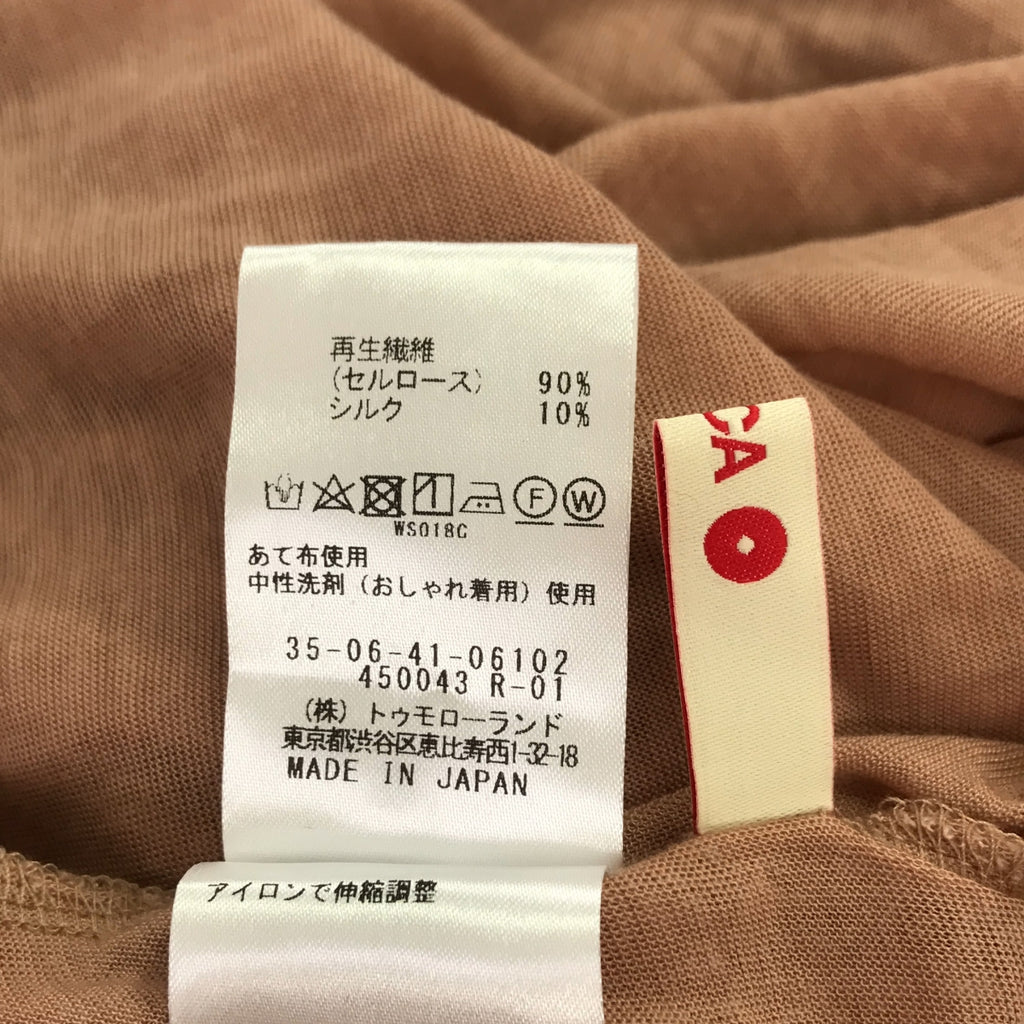 再生繊維
(セルロース) 90%
シルク 10%
F W
WS018C
あて布使用
中性洗剤(おしゃれ着用)使用
35-06-41-06102
450043 R-01
(株)トゥモローランド
東京都渋谷区恵比寿西1-32-18
MADE IN JAPAN
アイロンで伸縮調整
CA